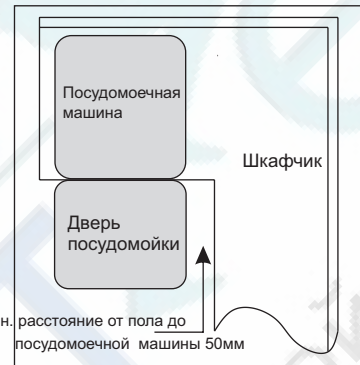 Посудомоечная
машина
Шкафчик
Дверь
посудомойки
н. расстояние от пола до
посудомоечной машины 50мм